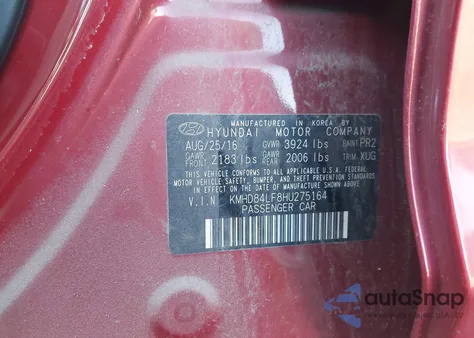 MANUFACTURED IN KOREA BY
HYUNDAI MOTOR COMPANY
AUG/25/16 GVWR 3924 lbs PAINT PR2
GAWR FRONT 2183 lbs GAWR REAR 2006 lbs TRIM XUG
THIS VEHICLE CONFORMS TO ALL APPLICABLE U.S. FEDERAL MOTOR
VEHICLE SAFETY, BUMPER, AND THEFT PREVENTION STANDARDS
IN EFFECT ON THE DATE OF MANUFACTURE SHOWN ABOVE.
V.I.N KMHD84LF8HU275164
PASSENGER CAR
autaSnap